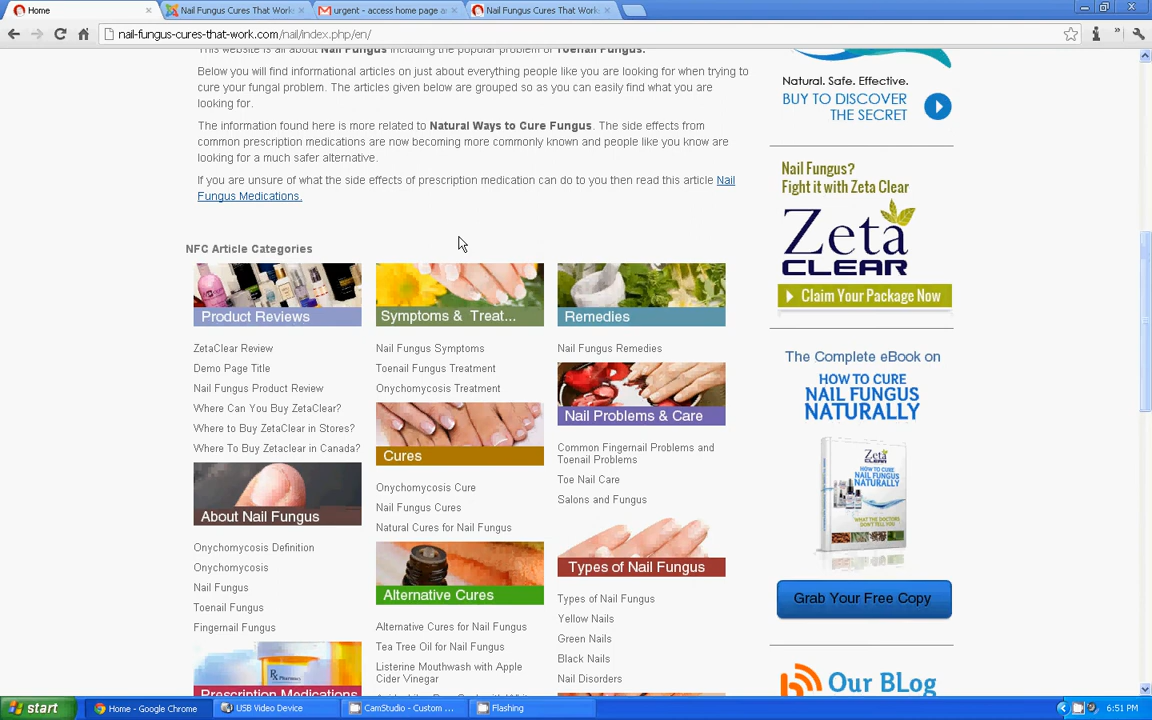 Home
Nail Fungus Cures That Work
urgent - access home page a
Nail Fungus Cures That Work
nail-fungus-cures-that-work.com/nail/index.php/en/
This website is all about Nail Fungus including the popular problem of Toenail Fungus.
Below you will find informational articles on just about everything people like you are looking for when trying to
cure your fungal problem. The articles given below are grouped so as you can easily find what you are
looking for.
The information found here is more related to Natural Ways to Cure Fungus. The side effects from
common prescription medications are now becoming more commonly known and people like you know are
looking for a much safer alternative.
If you are unsure of what the side effects of prescription medication can do to you then read this article Nail
Fungus Medications.
NFC Article Categories
Product Reviews
ZetaClear Review
Demo Page Title
Nail Fungus Product Review
Where Can You Buy ZetaClear?
Where to Buy ZetaClear in Stores?
Where To Buy Zetaclear in Canada?
About Nail Fungus
Onychomycosis Definition
Onychomycosis
Nail Fungus
Toenail Fungus
Fingernail Fungus
Prescription Medications
Symptoms & Treat...
Nail Fungus Symptoms
Toenail Fungus Treatment
Onychomycosis Treatment
Cures
Onychomycosis Cure
Nail Fungus Cures
Natural Cures for Nail Fungus
Alternative Cures
Alternative Cures for Nail Fungus
Tea Tree Oil for Nail Fungus
Listerine Mouthwash with Apple
Cider Vinegar
Remedies
Nail Fungus Remedies
Nail Problems & Care
Common Fingernail Problems and
Toenail Problems
Toe Nail Care
Salons and Fungus
Types of Nail Fungus
Types of Nail Fungus
Yellow Nails
Green Nails
Black Nails
Nail Disorders
Natural. Safe. Effective.
BUY TO DISCOVER
THE SECRET
Nail Fungus?
Fight it with Zeta Clear
Zeta
CLEAR
Claim Your Package Now
The Complete eBook on
HOW TO CURE
NAIL FUNGUS
NATURALLY
Zeta
CLEAR
HOW TO CURE
NAIL FUNGUS
NATURALLY
WHAT THE DOCTORS
DON'T TELL YOU
Grab Your Free Copy
Our BLog
start
Home - Google Chrome
USB Video Device
CamStudio - Custom ...
Flashing
6:51 PM